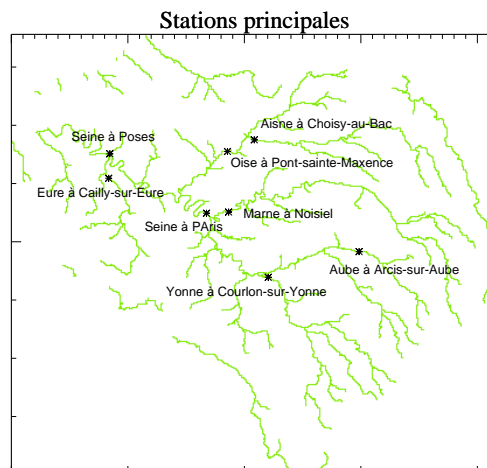 Stations principales
Aisne à Choisy-au-Bac
Seine à Poses
Oise à Pont-sainte-Maxence
Eure à Cailly-sur-Eure
Marne à Noisiel
Seine à PAris
Aube à Arcis-sur-Aube
Yonne à Courlon-sur-Yonne